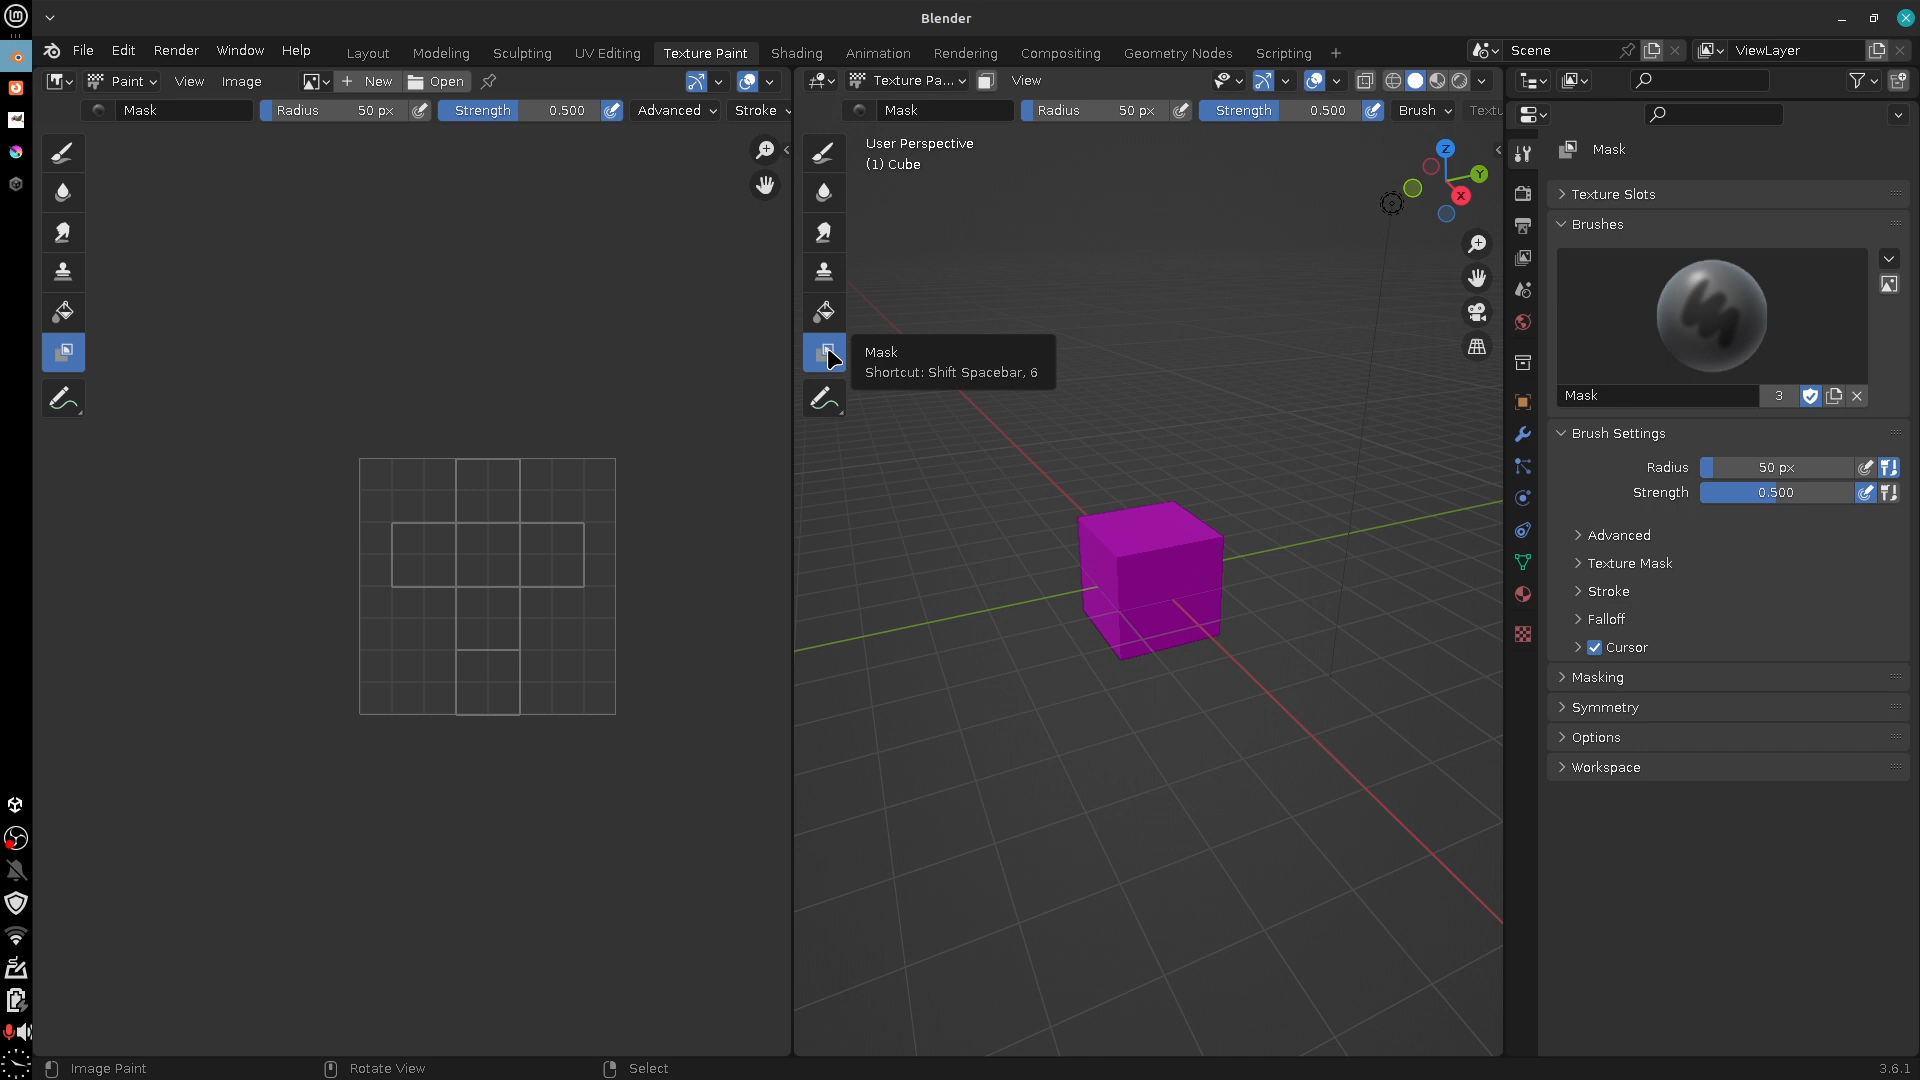 Blender
File Edit Render Window Help Layout Modeling Sculpting UV Editing Texture Paint Shading Animation Rendering Compositing Geometry Nodes Scripting + Scene ViewLayer
Paint View Image New Open
Texture Pa... View
Mask Radius 50 px Strength 0.500 Advanced Stroke
Mask Radius 50 px Strength 0.500 Brush Textu
User Perspective
(1) Cube
Z
Y
X
Mask
Shortcut: Shift Spacebar, 6
Mask
Texture Slots
Brushes
Mask 3
Brush Settings
Radius 50 px
Strength 0.500
Advanced
Texture Mask
Stroke
Falloff
Cursor
Masking
Symmetry
Options
Workspace
Image Paint Rotate View Select 3.6.1